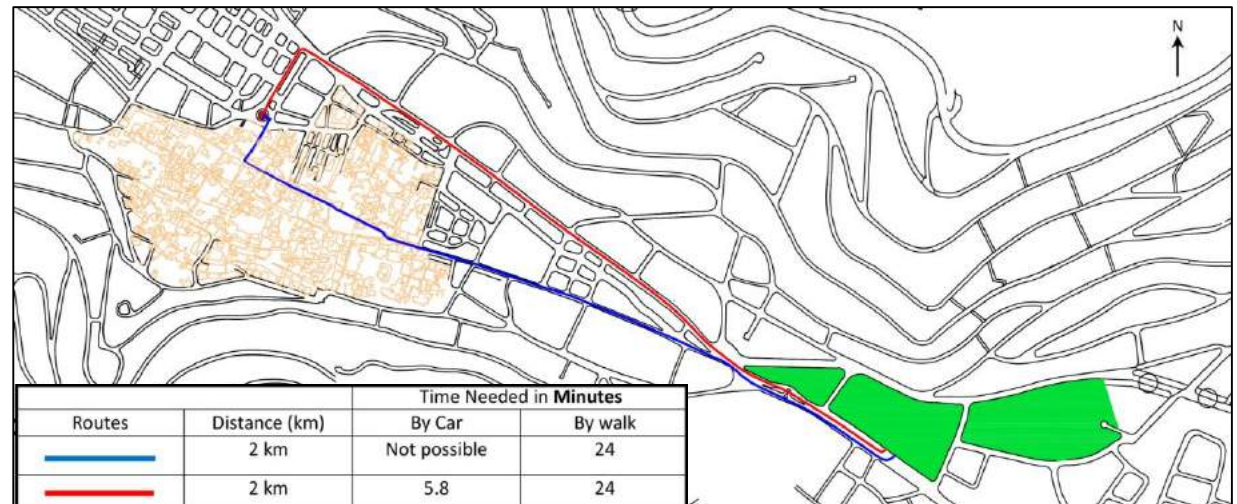 N
Time Needed in Minutes
Routes Distance (km) By Car By walk
2 km Not possible 24
2 km 5.8 24